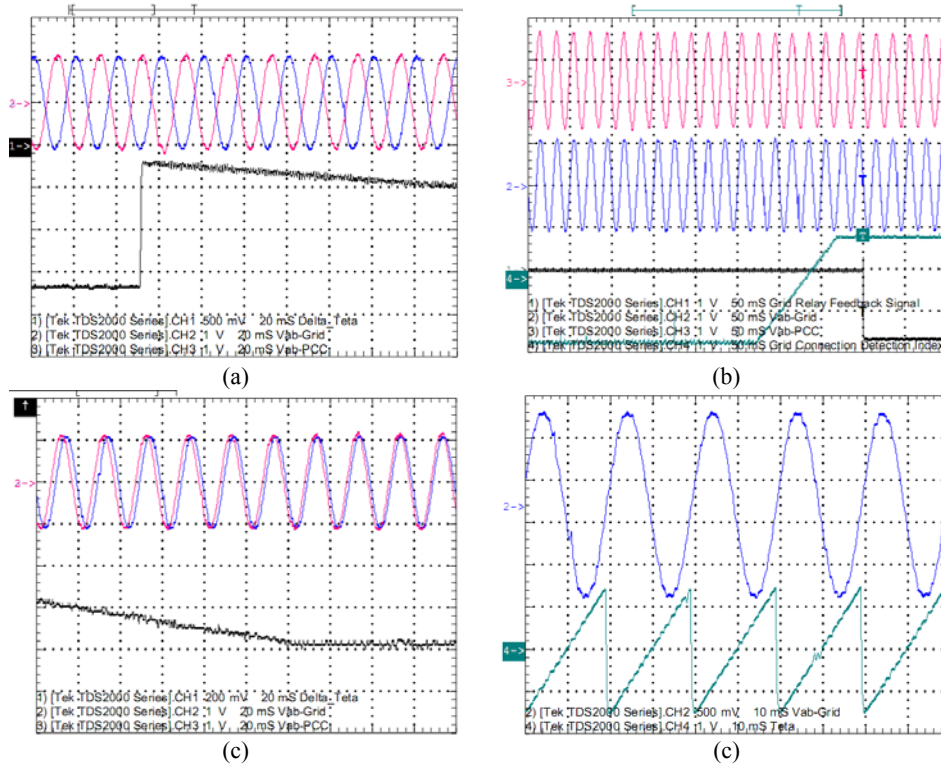 2->
1->
1) [Tek TDS2000 Series].CH1 500 mV 20 mS Delta_Teta
2) [Tek TDS2000 Series].CH2 1 V 20 mS Vab-Grid
3) [Tek TDS2000 Series].CH3 1 V 20 mS Vab-PCC
(a)
3->
2->
4->
1) [Tek TDS2000 Series].CH1 1 V 50 mS Grid Relay Feedback Signal
2) [Tek TDS2000 Series].CH2 1 V 50 mS Vab-Grid
3) [Tek TDS2000 Series].CH3 1 V 50 mS Vab-PCC
4) [Tek TDS2000 Series].CH4 1 V 50 mS Grid Connection Detection Index
(b)
2->
1) [Tek TDS2000 Series].CH1 200 mV 20 mS Delta_Teta
2) [Tek TDS2000 Series].CH2 1 V 20 mS Vab-Grid
3) [Tek TDS2000 Series].CH3 1 V 20 mS Vab-PCC
(c)
2->
4->
2) [Tek TDS2000 Series].CH2 500 mV 10 mS Vab-Grid
4) [Tek TDS2000 Series].CH4 1 V 10 mS Teta
(c)